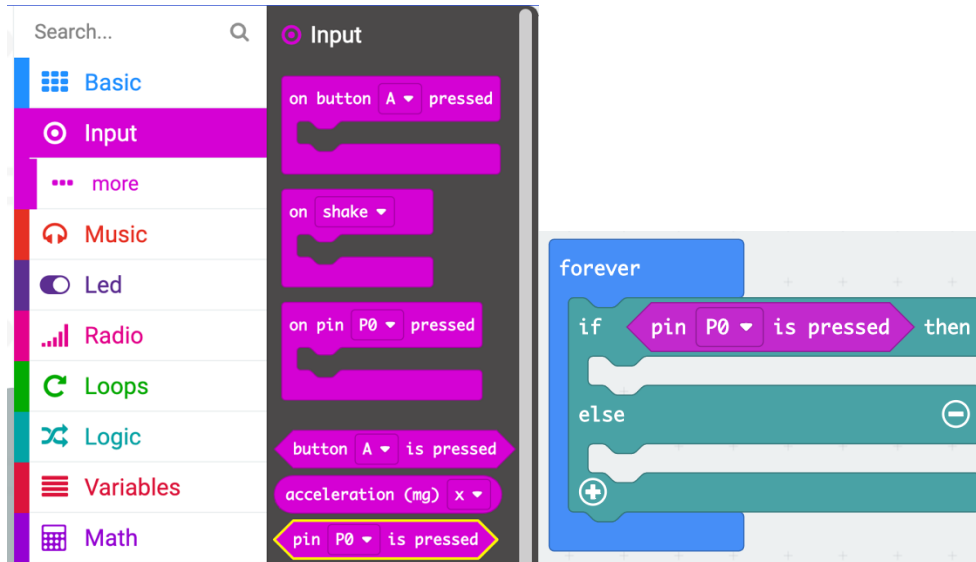 Search...
Basic
Input
more
Music
Led
Radio
Loops
Logic
Variables
Math
Input
on button A pressed
on shake
on pin P0 pressed
button A is pressed
acceleration (mg) x
pin P0 is pressed
forever
if pin P0 is pressed then
else